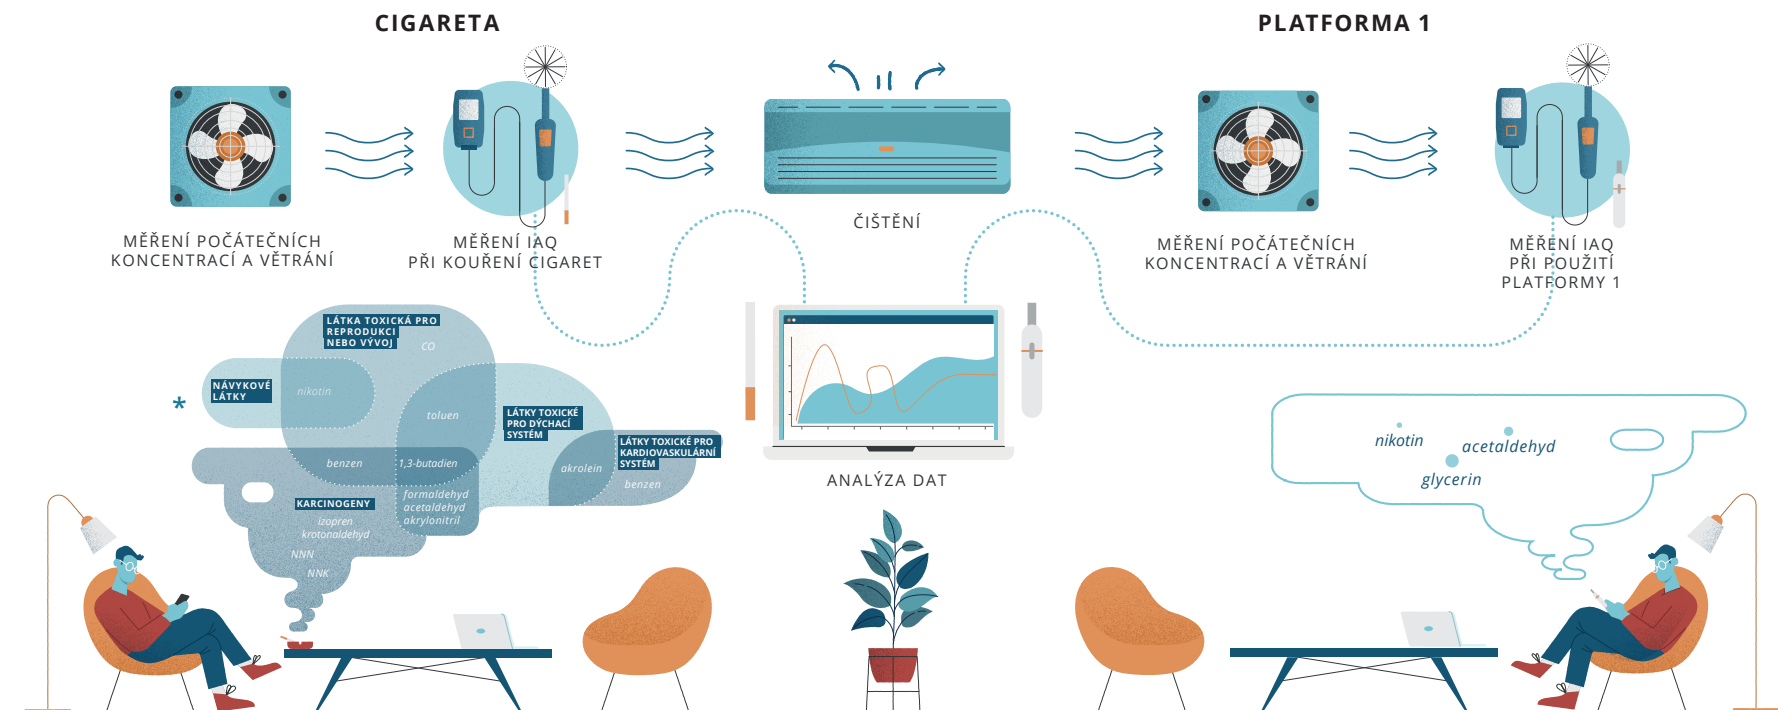 CIGARETA
PLATFORMA 1
MĚŘENÍ POČÁTEČNÍCH
KONCENTRACÍ A VĚTRÁNÍ
MĚŘENÍ IAQ
PŘI KOUŘENÍ CIGARET
ČIŠTĚNÍ
MĚŘENÍ POČÁTEČNÍCH
KONCENTRACÍ A VĚTRÁNÍ
MĚŘENÍ IAQ
PŘI POUŽITÍ
PLATFORMY 1
LÁTKA TOXICKÁ PRO
REPRODUKCI
NEBO VÝVOJ
CO
*
NÁVYKOVÉ
LÁTKY
nikotin
toluen
LÁTKY TOXICKÉ
PRO DÝCHACÍ
SYSTÉM
LÁTKY TOXICKÉ PRO
KARDIOVASKULÁRNÍ
SYSTÉM
benzen
1,3-butadien
akrolein
benzen
KARCINOGENY
formaldehyd
acetaldehyd
akrylonitril
izopren
krotonaldehyd
NNN
NNK
ANALÝZA DAT
nikotin
acetaldehyd
glycerin